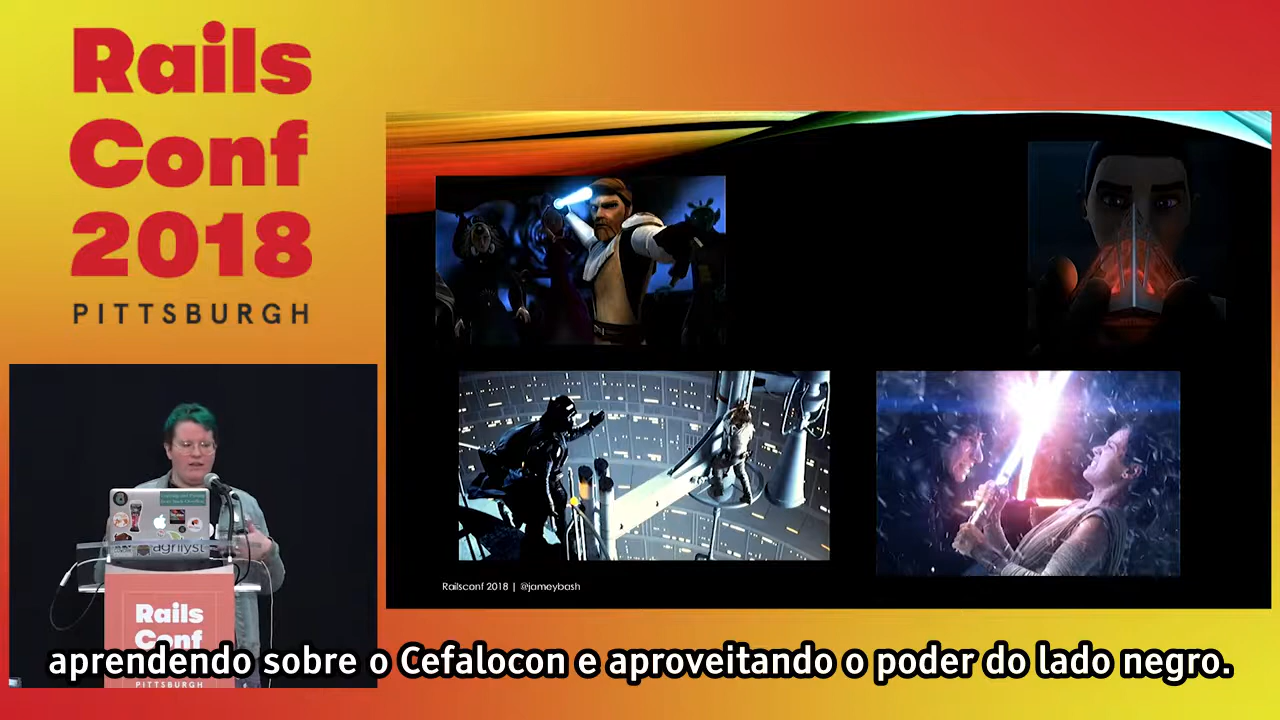 Rails
Conf
2018
PITTSBURGH
Railsconf 2018 | @jameybash
agrilyst
Rails
Conf
PITTSBURGH
aprendendo sobre o Cefalocon e aproveitando o poder do lado negro.